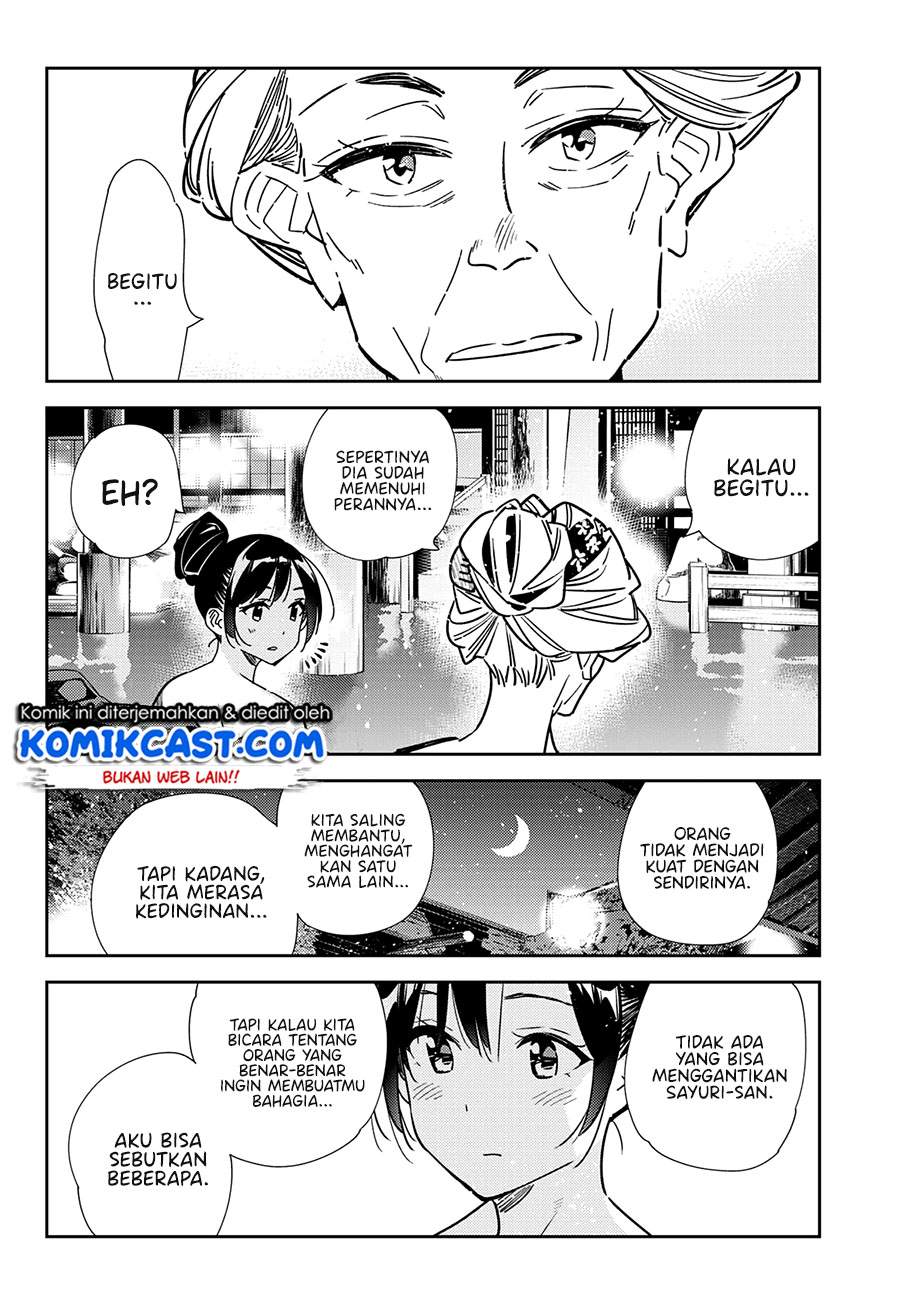 BEGITU
...
KALAU
BEGITU...
SEPERTINYA
DIA SUDAH
MEMENUHI
PERANNYA...
EH?
Komik ini diterjemahkan & diedit oleh
KOMIKCAST.COM
BUKAN WEB LAIN!!
ORANG
TIDAK MENJADI
KUAT DENGAN
SENDIRINYA.
KITA SALING
MEMBANTU,
MENGHANGAT
KAN SATU
SAMA LAIN...
TAPI KADANG,
KITA MERASA
KEDINGINAN...
TIDAK ADA
YANG BISA
MENGGANTIKAN
SAYURI-SAN.
TAPI KALAU KITA
BICARA TENTANG
ORANG YANG
BENAR-BENAR
INGIN MEMBUATMU
BAHAGIA...
AKU BISA
SEBUTKAN
BEBERAPA.